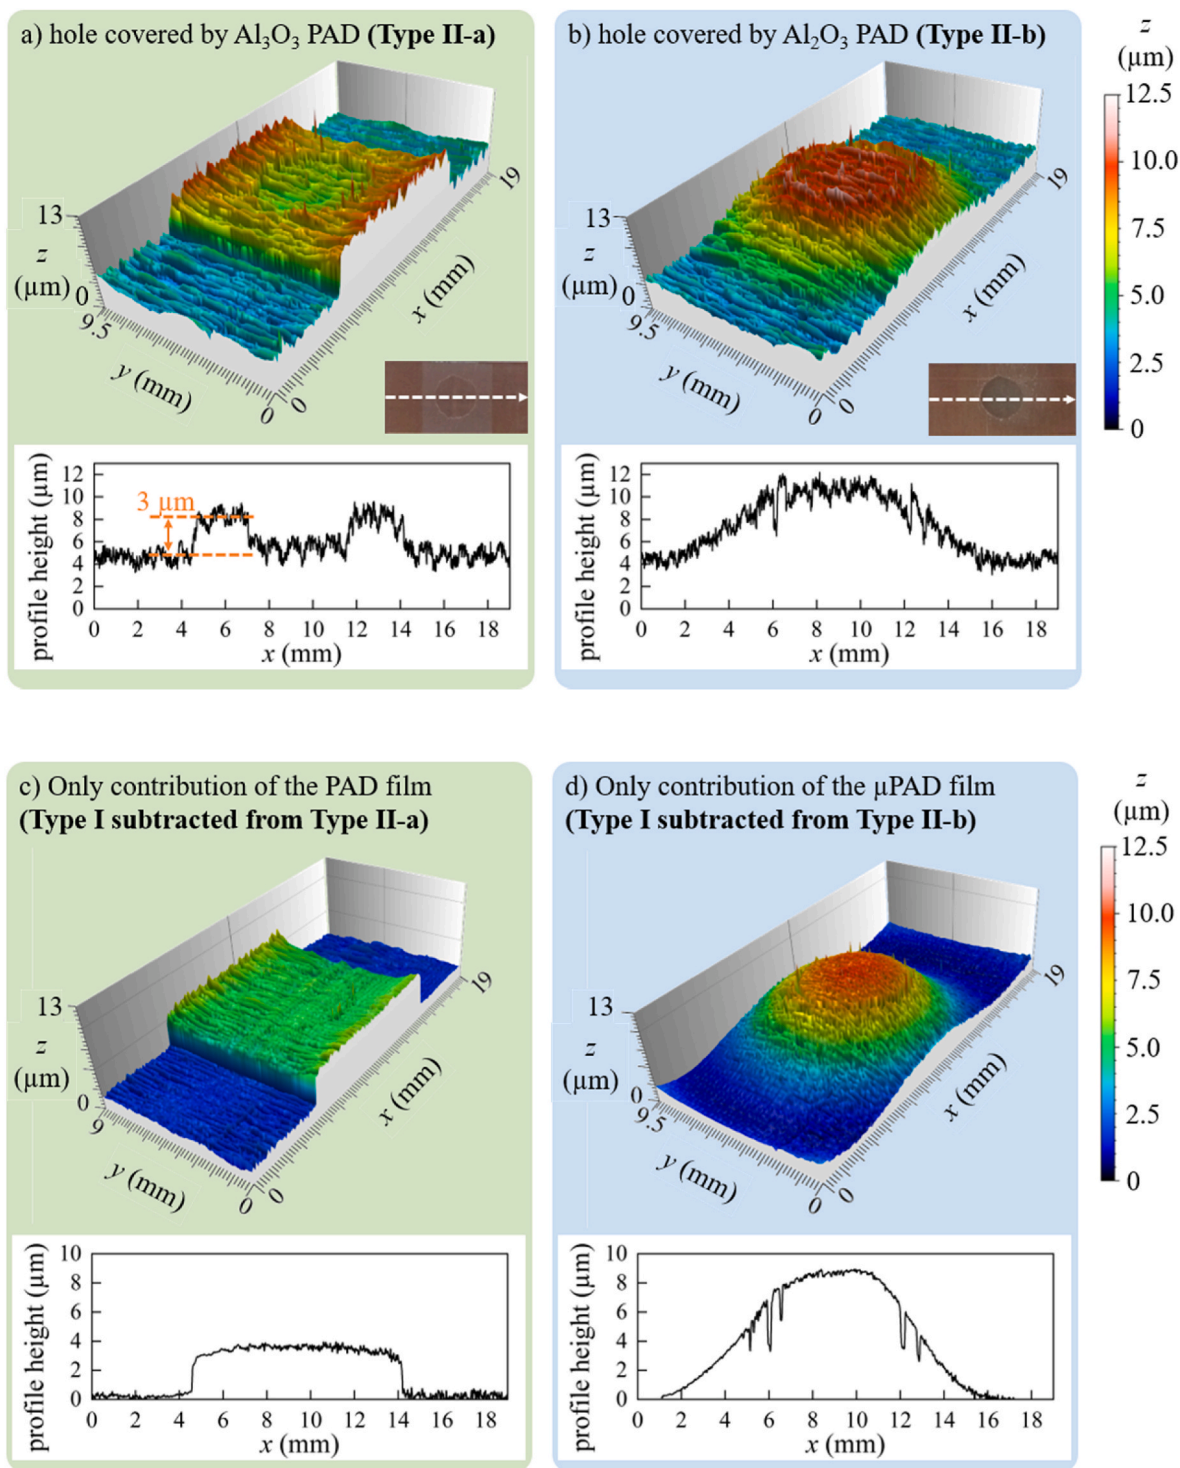 a) hole covered by Al₃O₃ PAD (Type II-a)
13
z
(µm)
0
9.5
y (mm)
0
0
x (mm)
19
profile height (µm)
12
10
8
6
4
2
0
3 µm
0 2 4 6 8 10 12 14 16 18
x (mm)
b) hole covered by Al₂O₃ PAD (Type II-b)
13
z
(µm)
0
9.5
y (mm)
0
0
x (mm)
19
profile height (µm)
12
10
8
6
4
2
0
0 2 4 6 8 10 12 14 16 18
x (mm)
z
(µm)
12.5
10.0
7.5
5.0
2.5
0
c) Only contribution of the PAD film
(Type I subtracted from Type II-a)
13
z
(µm)
0
9
y (mm)
0
0
x (mm)
19
profile height (µm)
10
8
6
4
2
0
0 2 4 6 8 10 12 14 16 18
x (mm)
d) Only contribution of the µPAD film
(Type I subtracted from Type II-b)
13
z
(µm)
0
9.5
y (mm)
0
0
x (mm)
19
profile height (µm)
10
8
6
4
2
0
0 2 4 6 8 10 12 14 16 18
x (mm)
z
(µm)
12.5
10.0
7.5
5.0
2.5
0